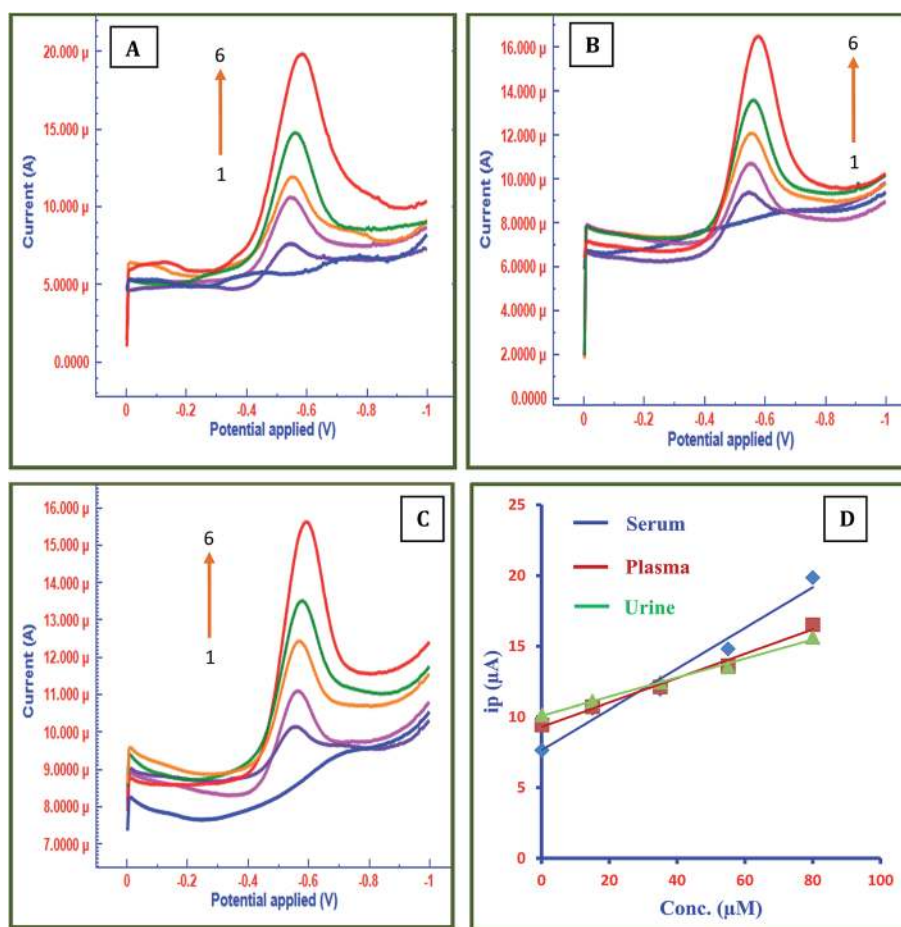 A
20.000 µ
15.000 µ
10.000 µ
5.0000 µ
0.0000
Current (A)
6
1
0 -0.2 -0.4 -0.6 -0.8 -1
Potential applied (V)
B
16.000 µ
14.000 µ
12.000 µ
10.000 µ
8.0000 µ
6.0000 µ
4.0000 µ
2.0000 µ
0.0000
Current (A)
6
1
0 -0.2 -0.4 -0.6 -0.8 -1
Potential applied (V)
C
16.000 µ
15.000 µ
14.000 µ
13.000 µ
12.000 µ
11.000 µ
10.000 µ
9.0000 µ
8.0000 µ
7.0000 µ
Current (A)
6
1
0 -0.2 -0.4 -0.6 -0.8 -1
Potential applied (V)
D
25
20
15
10
5
0
ip (µA)
Serum
Plasma
Urine
0 20 40 60 80 100
Conc. (µM)